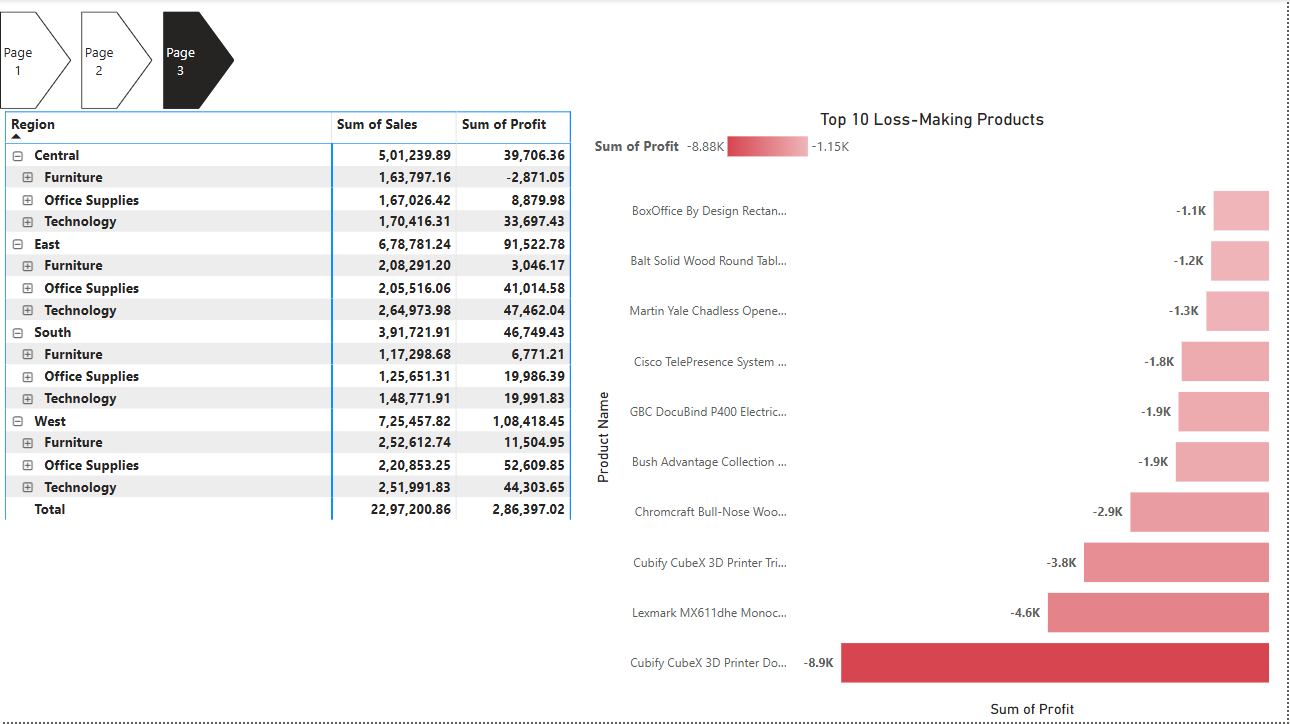 Page 1
Page 2
Page 3
Region Sum of Sales Sum of Profit
Central 5,01,239.89 39,706.36
Furniture 1,63,797.16 -2,871.05
Office Supplies 1,67,026.42 8,879.98
Technology 1,70,416.31 33,697.43
East 6,78,781.24 91,522.78
Furniture 2,08,291.20 3,046.17
Office Supplies 2,05,516.06 41,014.58
Technology 2,64,973.98 47,462.04
South 3,91,721.91 46,749.43
Furniture 1,17,298.68 6,771.21
Office Supplies 1,25,651.31 19,986.39
Technology 1,48,771.91 19,991.83
West 7,25,457.82 1,08,418.45
Furniture 2,52,612.74 11,504.95
Office Supplies 2,20,853.25 52,609.85
Technology 2,51,991.83 44,303.65
Total 22,97,200.86 2,86,397.02
Top 10 Loss-Making Products
Sum of Profit -8.88K -1.15K
Product Name
BoxOffice By Design Rectan... -1.1K
Balt Solid Wood Round Tabl... -1.2K
Martin Yale Chadless Opene... -1.3K
Cisco TelePresence System ... -1.8K
GBC DocuBind P400 Electric... -1.9K
Bush Advantage Collection ... -1.9K
Chromcraft Bull-Nose Woo... -2.9K
Cubify CubeX 3D Printer Tri... -3.8K
Lexmark MX611dhe Monoc... -4.6K
Cubify CubeX 3D Printer Do... -8.9K
Sum of Profit